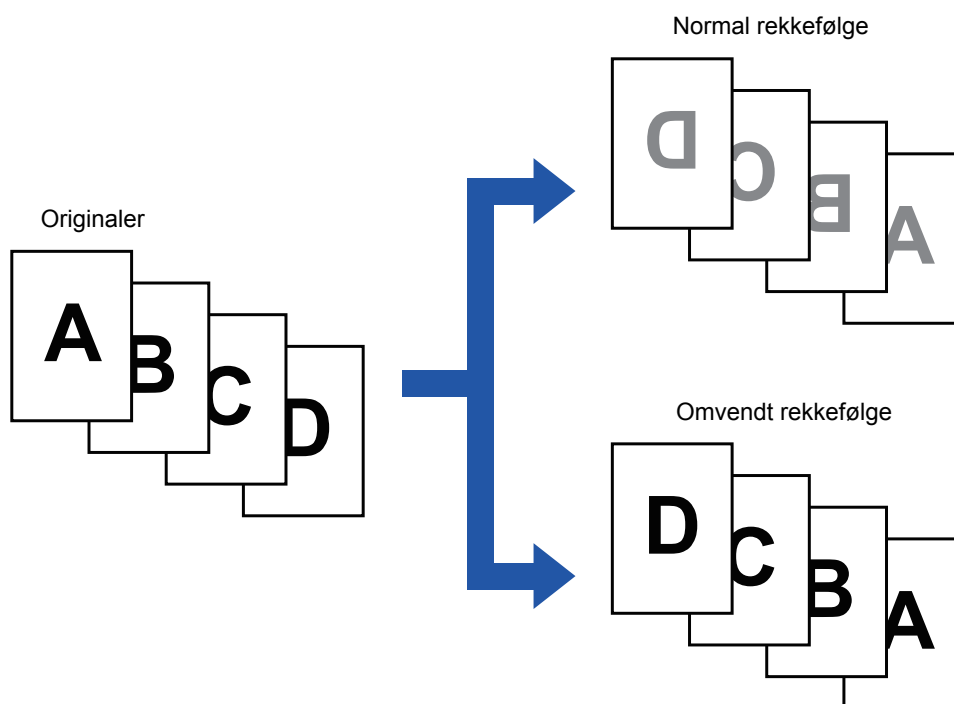 Normal rekkefølge
D
C
B
A
Originaler
A
B
C
D
Omvendt rekkefølge
D
C
B
A